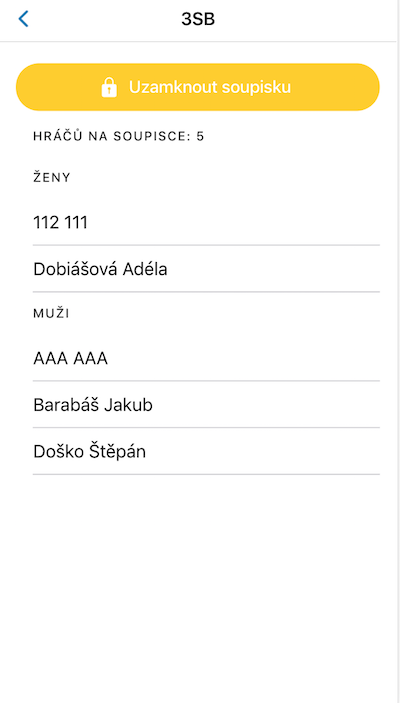 3SB
Uzamknout soupisku
HRÁČŮ NA SOUPISCE: 5
ŽENY
112 111
Dobiášová Adéla
MUŽI
AAA AAA
Barabáš Jakub
Doško Štěpán